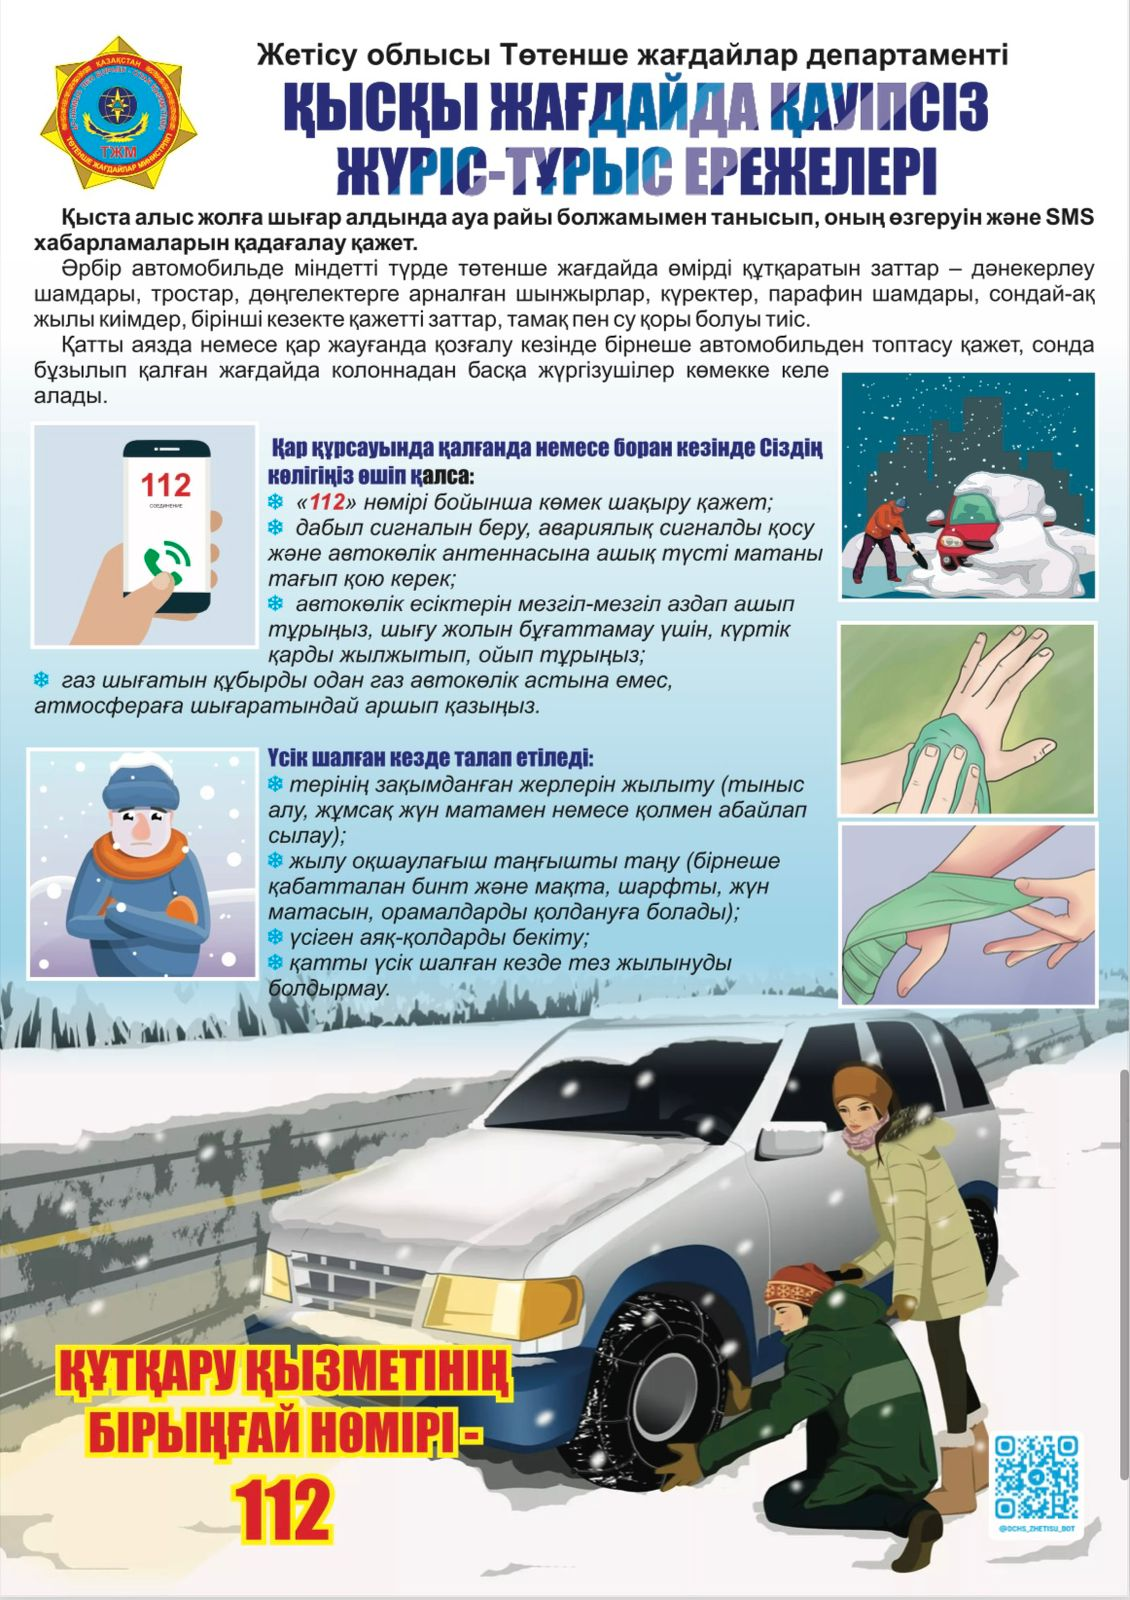 Жетісу облысы Төтенше жағдайлар департаменті
ҚЫСҚЫ ЖАҒДАЙДА ҚАУІПСІЗ
ЖҮРІС-ТҰРЫС ЕРЕЖЕЛЕРІ
ҚАЗАҚСТАН
ТЖМ
ТӨТЕНШЕ ЖАҒДАЙЛАР МИНИСТРЛІГІ
Қыста алыс жолға шығар алдында ауа райы болжамымен танысып, оның өзгеруін және SMS
хабарламаларын қадағалау қажет.
Әрбір автомобильде міндетті түрде төтенше жағдайда өмірді құтқаратын заттар – дәнекерлеу
шамдары, тростар, дөңгелектерге арналған шынжырлар, күректер, парафин шамдары, сондай-ақ
жылы киімдер, бірінші кезекте қажетті заттар, тамақ пен су қоры болуы тиіс.
Қатты аязда немесе қар жауғанда қозғалу кезінде бірнеше автомобильден топтасу қажет, сонда
бұзылып қалған жағдайда колоннадан басқа жүргізушілер көмекке келе
алады.
112
СОЕДИНЕНИЕ
Қар құрсауында қалғанда немесе боран кезінде Сіздің
көлігіңіз өшіп қалса:
«112» нөмірі бойынша көмек шақыру қажет;
дабыл сигналын беру, авариялық сигналды қосу
және автокөлік антеннасына ашық түсті матаны
тағып қою керек;
автокөлік есіктерін мезгіл-мезгіл аздап ашып
тұрыңыз, шығу жолын бұғаттамау үшін, күртік
қарды жылжытып, ойып тұрыңыз;
газ шығатын құбырды одан газ автокөлік астына емес,
атмосфераға шығаратындай аршып қазыңыз.
Үсік шалған кезде талап етіледі:
терінің зақымданған жерлерін жылыту (тыныс
алу, жұмсақ жүн матамен немесе қолмен абайлап
сылау);
жылу оқшаулағыш таңғышты таңу (бірнеше
қабатталан бинт және мақта, шарфты, жүн
матасын, орамалдарды қолдануға болады);
үсіген аяқ-қолдарды бекіту;
қатты үсік шалған кезде тез жылынуды
болдырмау.
ҚҰТҚАРУ ҚЫЗМЕТІНІҢ
БІРЫҢҒАЙ НӨМІРІ -
112
@DCHS_ZHETISU_BOT